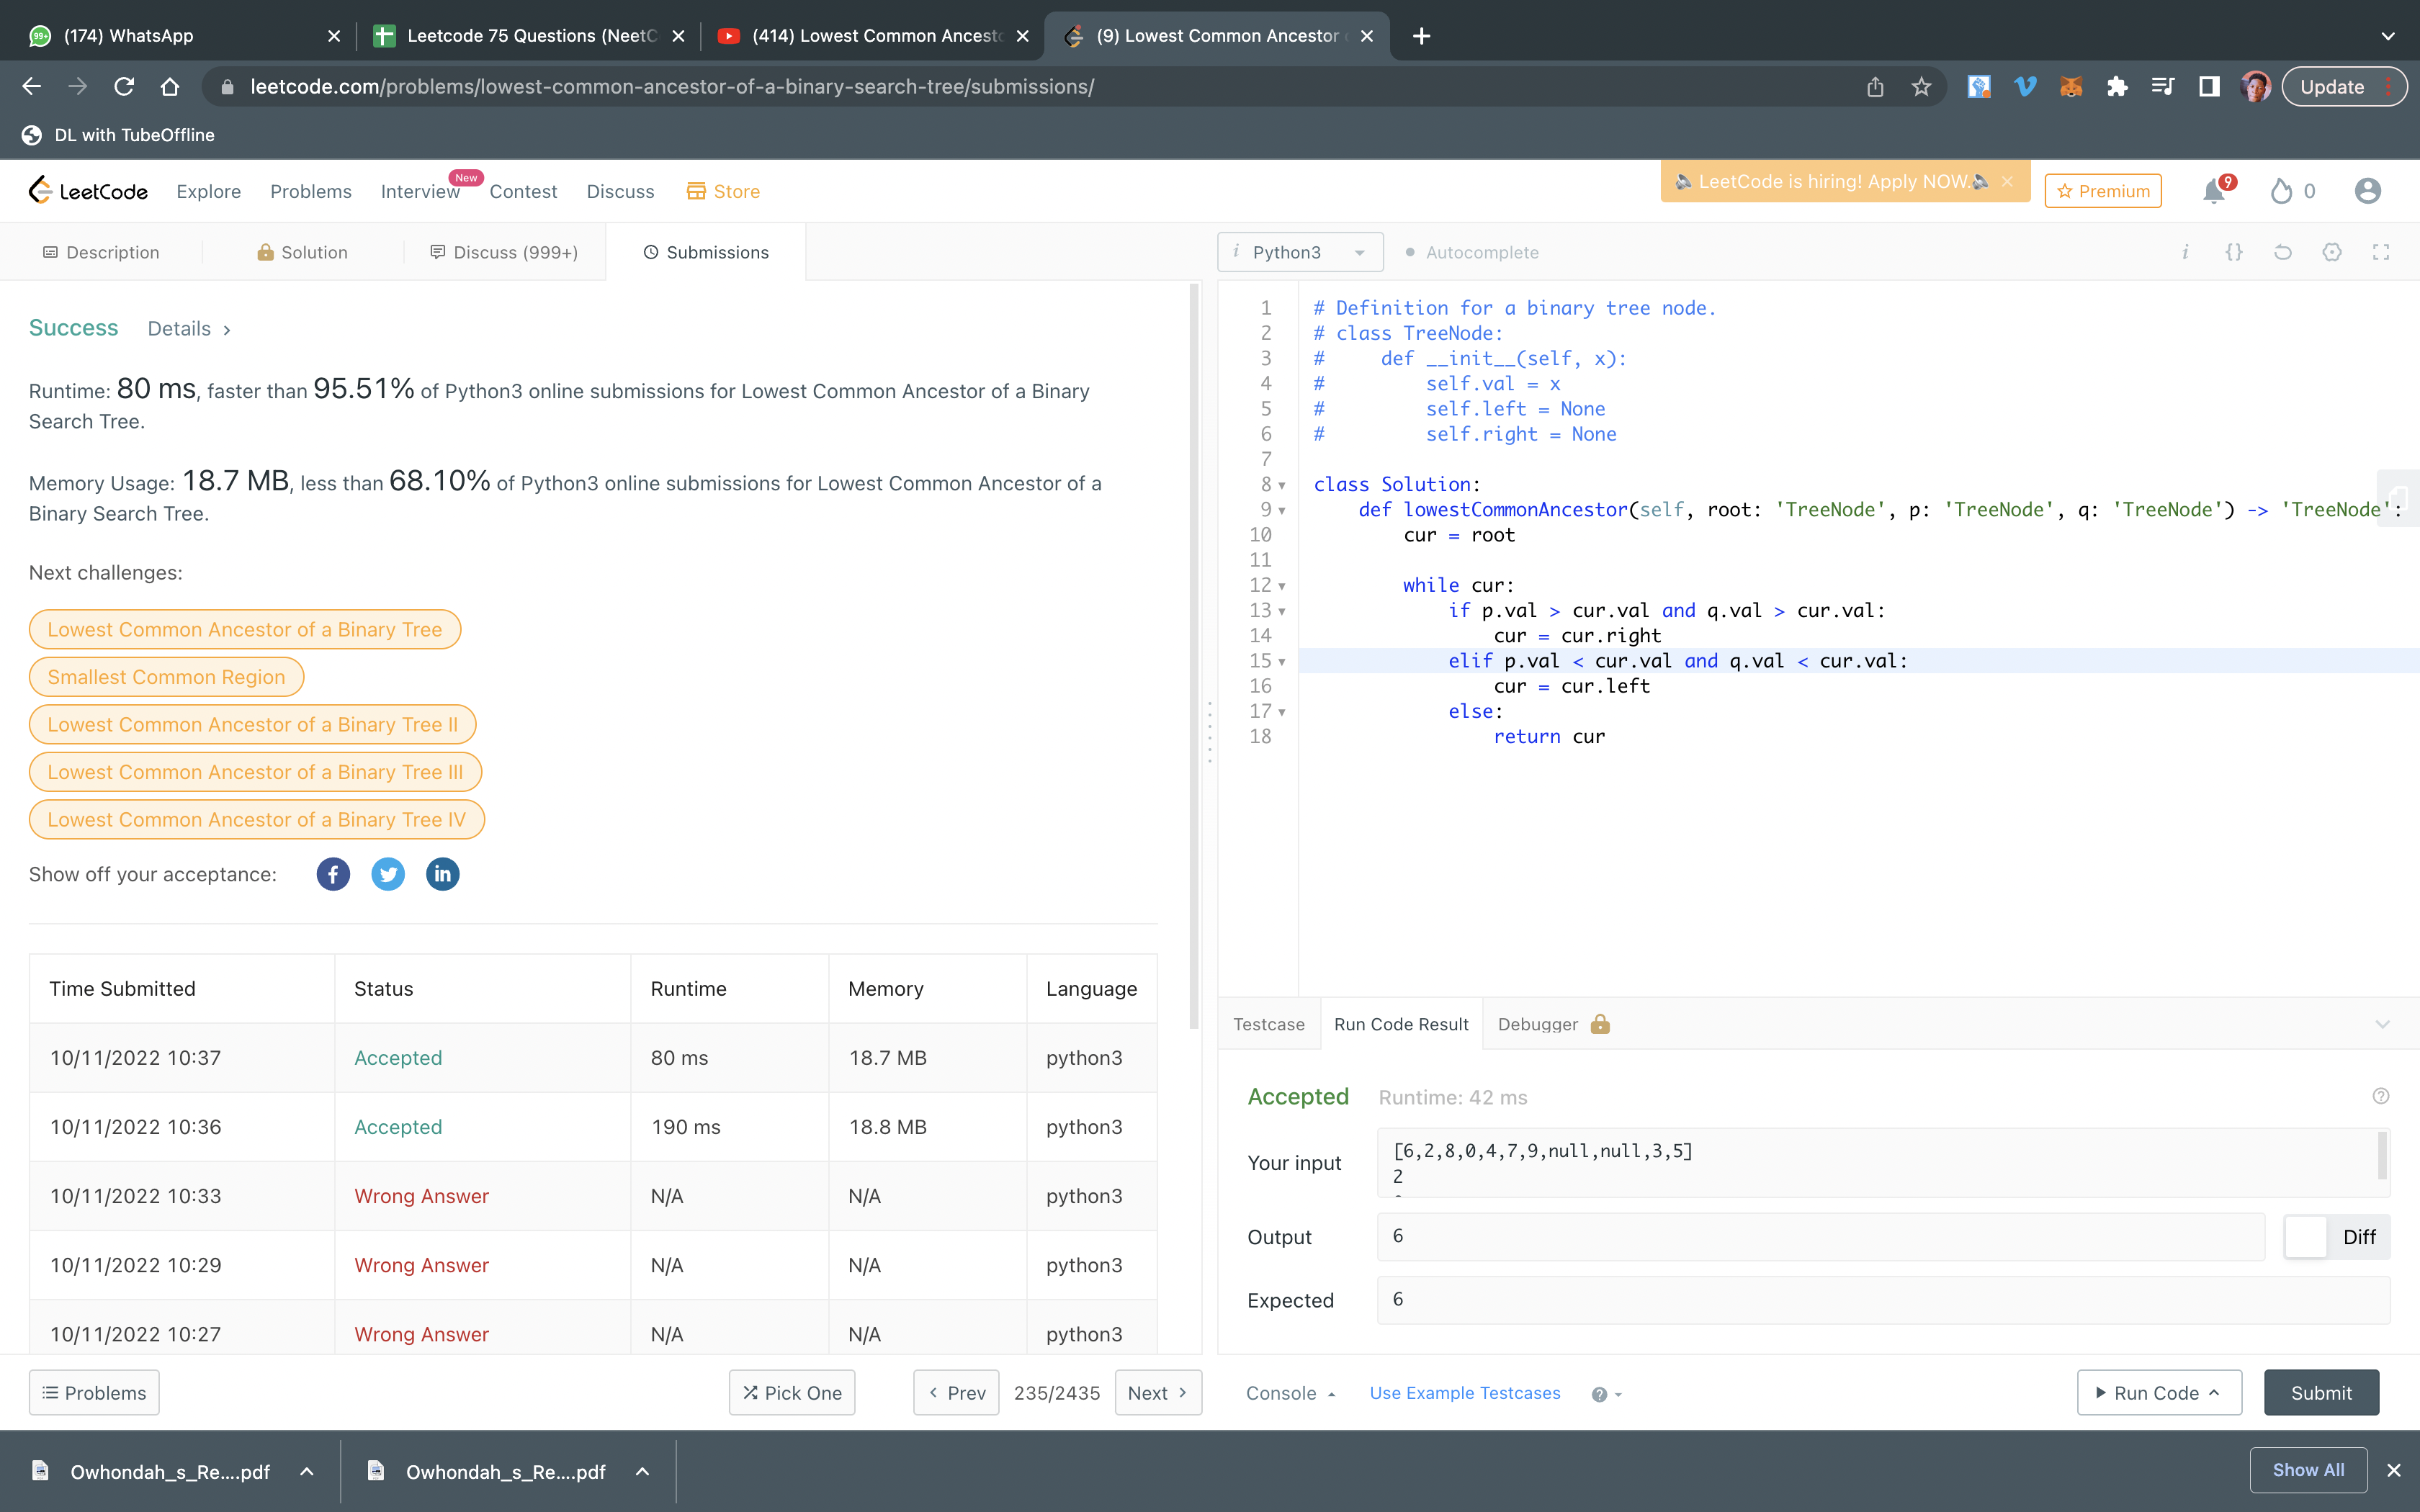 (174) WhatsApp
Leetcode 75 Questions (NeetC
(414) Lowest Common Ancest
(9) Lowest Common Ancestor
leetcode.com/problems/lowest-common-ancestor-of-a-binary-search-tree/submissions/
Update
DL with TubeOffline
LeetCode
Explore
Problems
Interview
New
Contest
Discuss
Store
LeetCode is hiring! Apply NOW.
Premium
9
0
Description
Solution
Discuss (999+)
Submissions
Success
Details
Runtime: 80 ms, faster than 95.51% of Python3 online submissions for Lowest Common Ancestor of a Binary
Search Tree.
Memory Usage: 18.7 MB, less than 68.10% of Python3 online submissions for Lowest Common Ancestor of a
Binary Search Tree.
Next challenges:
Lowest Common Ancestor of a Binary Tree
Smallest Common Region
Lowest Common Ancestor of a Binary Tree II
Lowest Common Ancestor of a Binary Tree III
Lowest Common Ancestor of a Binary Tree IV
Show off your acceptance:
Time Submitted Status Runtime Memory Language
10/11/2022 10:37 Accepted 80 ms 18.7 MB python3
10/11/2022 10:36 Accepted 190 ms 18.8 MB python3
10/11/2022 10:33 Wrong Answer N/A N/A python3
10/11/2022 10:29 Wrong Answer N/A N/A python3
10/11/2022 10:27 Wrong Answer N/A N/A python3
Problems
Pick One
Prev
235/2435
Next
i Python3
Autocomplete
i {}
1 # Definition for a binary tree node.
2 # class TreeNode:
3 #     def __init__(self, x):
4 #         self.val = x
5 #         self.left = None
6 #         self.right = None
7
8 class Solution:
9     def lowestCommonAncestor(self, root: 'TreeNode', p: 'TreeNode', q: 'TreeNode') -> 'TreeNode':
10         cur = root
11
12         while cur:
13             if p.val > cur.val and q.val > cur.val:
14                 cur = cur.right
15             elif p.val < cur.val and q.val < cur.val:
16                 cur = cur.left
17             else:
18                 return cur
Testcase
Run Code Result
Debugger
Accepted
Runtime: 42 ms
Your input
[6,2,8,0,4,7,9,null,null,3,5]
2
Output
6
Diff
Expected
6
Console
Use Example Testcases
Run Code
Submit
Owhondah_s_Re....pdf
Owhondah_s_Re....pdf
Show All